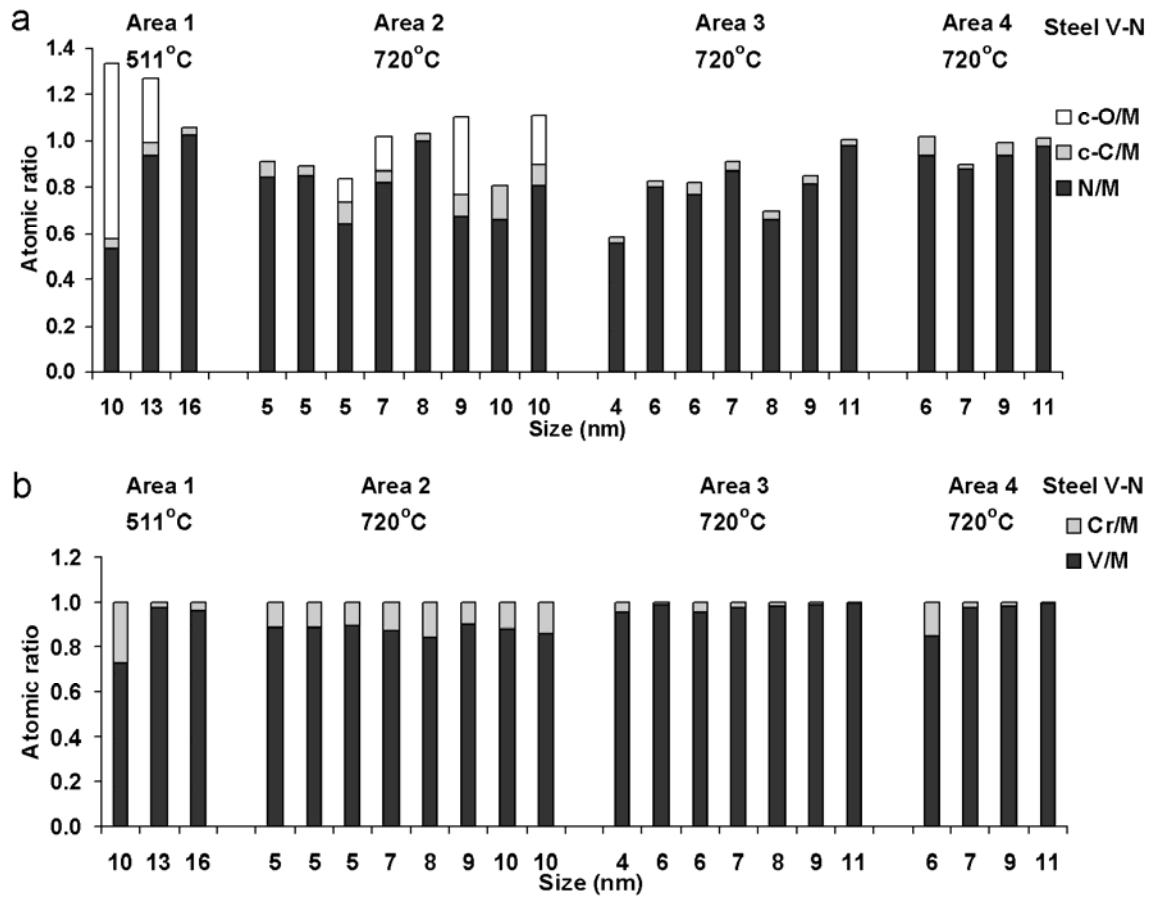 a
Area 1 Area 2 Area 3 Area 4 Steel V-N
511°C 720°C 720°C 720°C
1.4
1.2
1.0
0.8
0.6
0.4
0.2
0.0
Atomic ratio
c-O/M
c-C/M
N/M
10 13 16 5 5 5 7 8 9 10 10 4 6 6 7 8 9 11 6 7 9 11
Size (nm)
b
Area 1 Area 2 Area 3 Area 4 Steel V-N
511°C 720°C 720°C 720°C
Cr/M
V/M
1.2
1.0
0.8
0.6
0.4
0.2
0.0
Atomic ratio
10 13 16 5 5 5 7 8 9 10 10 4 6 6 7 8 9 11 6 7 9 11
Size (nm)